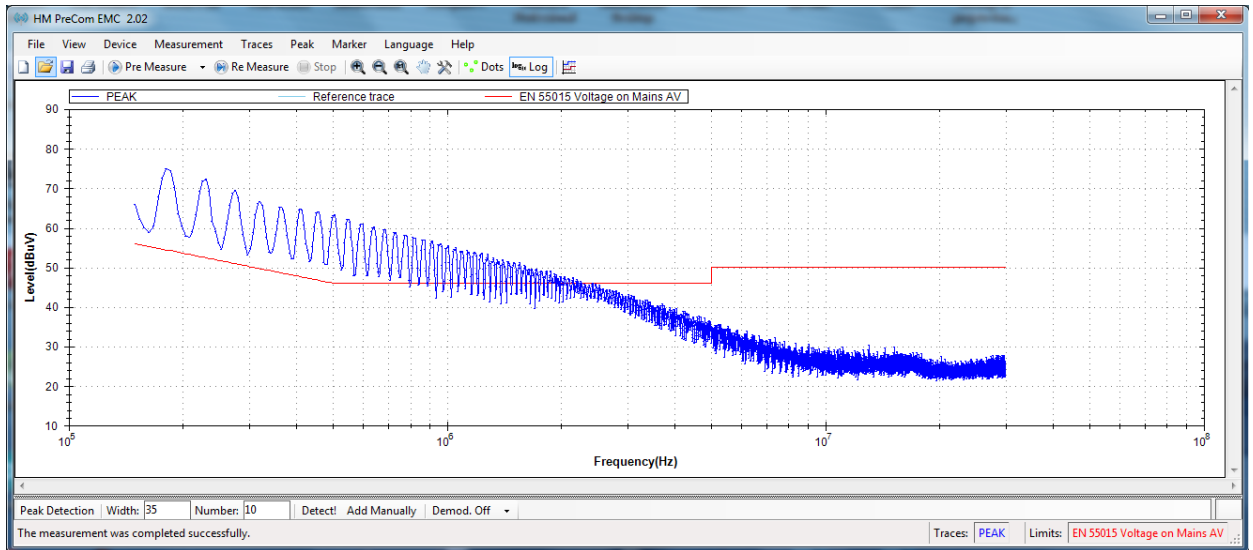 HM PreCom EMC 2.02
File View Device Measurement Traces Peak Marker Language Help
Pre Measure Re Measure Stop Dots log₁₀ Log
PEAK Reference trace EN 55015 Voltage on Mains AV
90
80
70
60
50
40
30
20
10
Level(dBuV)
10⁵ 10⁶ 10⁷ 10⁸
Frequency(Hz)
Peak Detection Width: 35 Number: 10 Detect! Add Manually Demod. Off
The measurement was completed successfully. Traces: PEAK Limits: EN 55015 Voltage on Mains AV